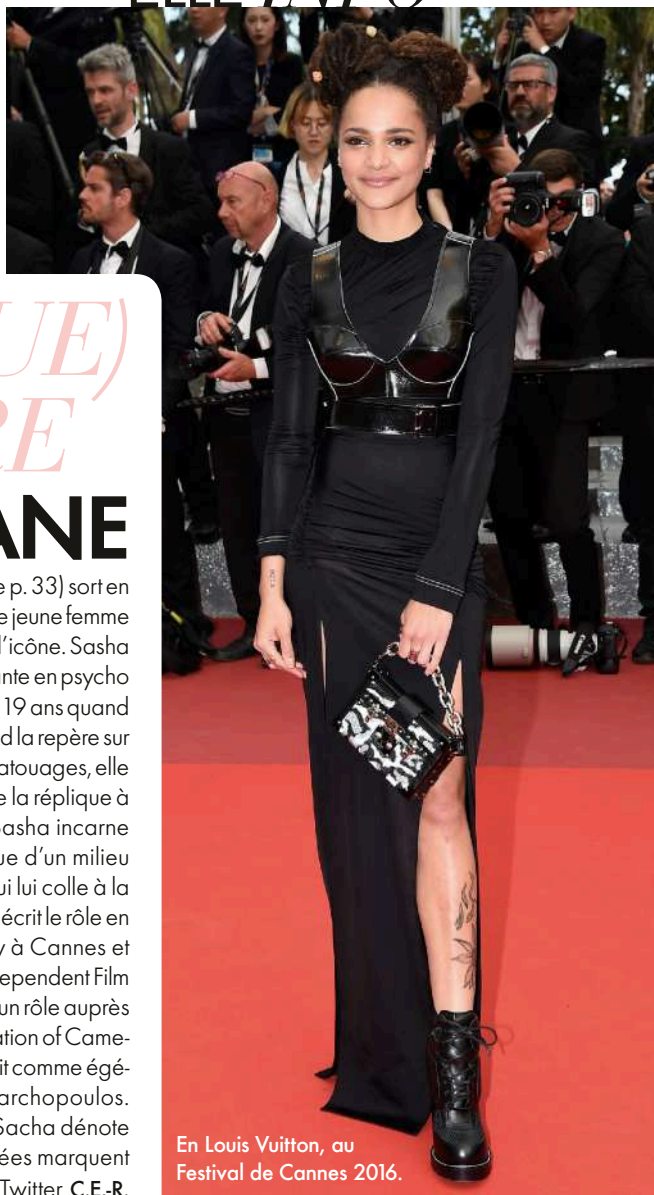 ELLE INFO
UE)
RE
ANE
e p. 33) sort en
e jeune femme
l’icône. Sasha
nte en psycho
19 ans quand
d la repère sur
atouages, elle
e la réplique à
Sasha incarne
ue d’un milieu
ui lui colle à la
écrit le rôle en
y à Cannes et
ependent Film
un rôle auprès
ation of Came-
it comme égé-
archopoulos.
Sacha dénote
ées marquent
Twitter. C.E.-R.
En Louis Vuitton, au
Festival de Cannes 2016.